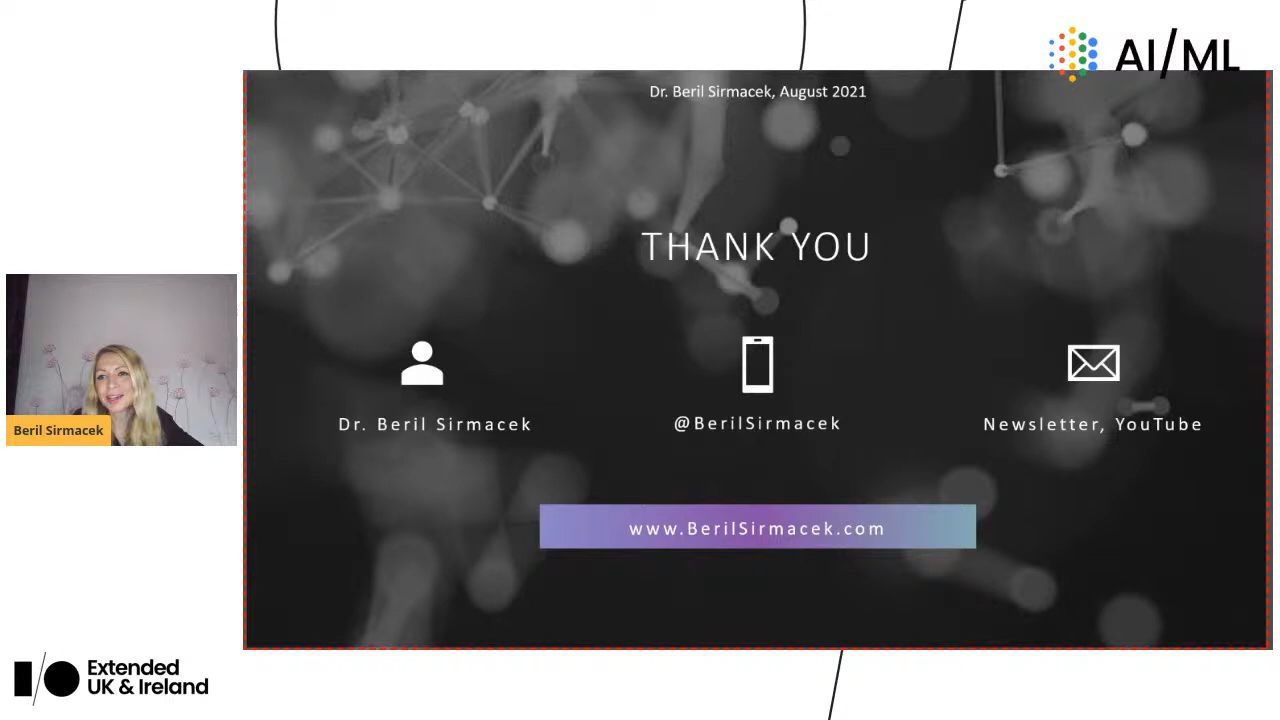 AI/ML
Dr. Beril Sirmacek, August 2021
THANK YOU
Dr. Beril Sirmacek
@BerilSirmacek
Newsletter, YouTube
Beril Sirmacek
www.BerilSirmacek.com
I/O Extended
UK & Ireland